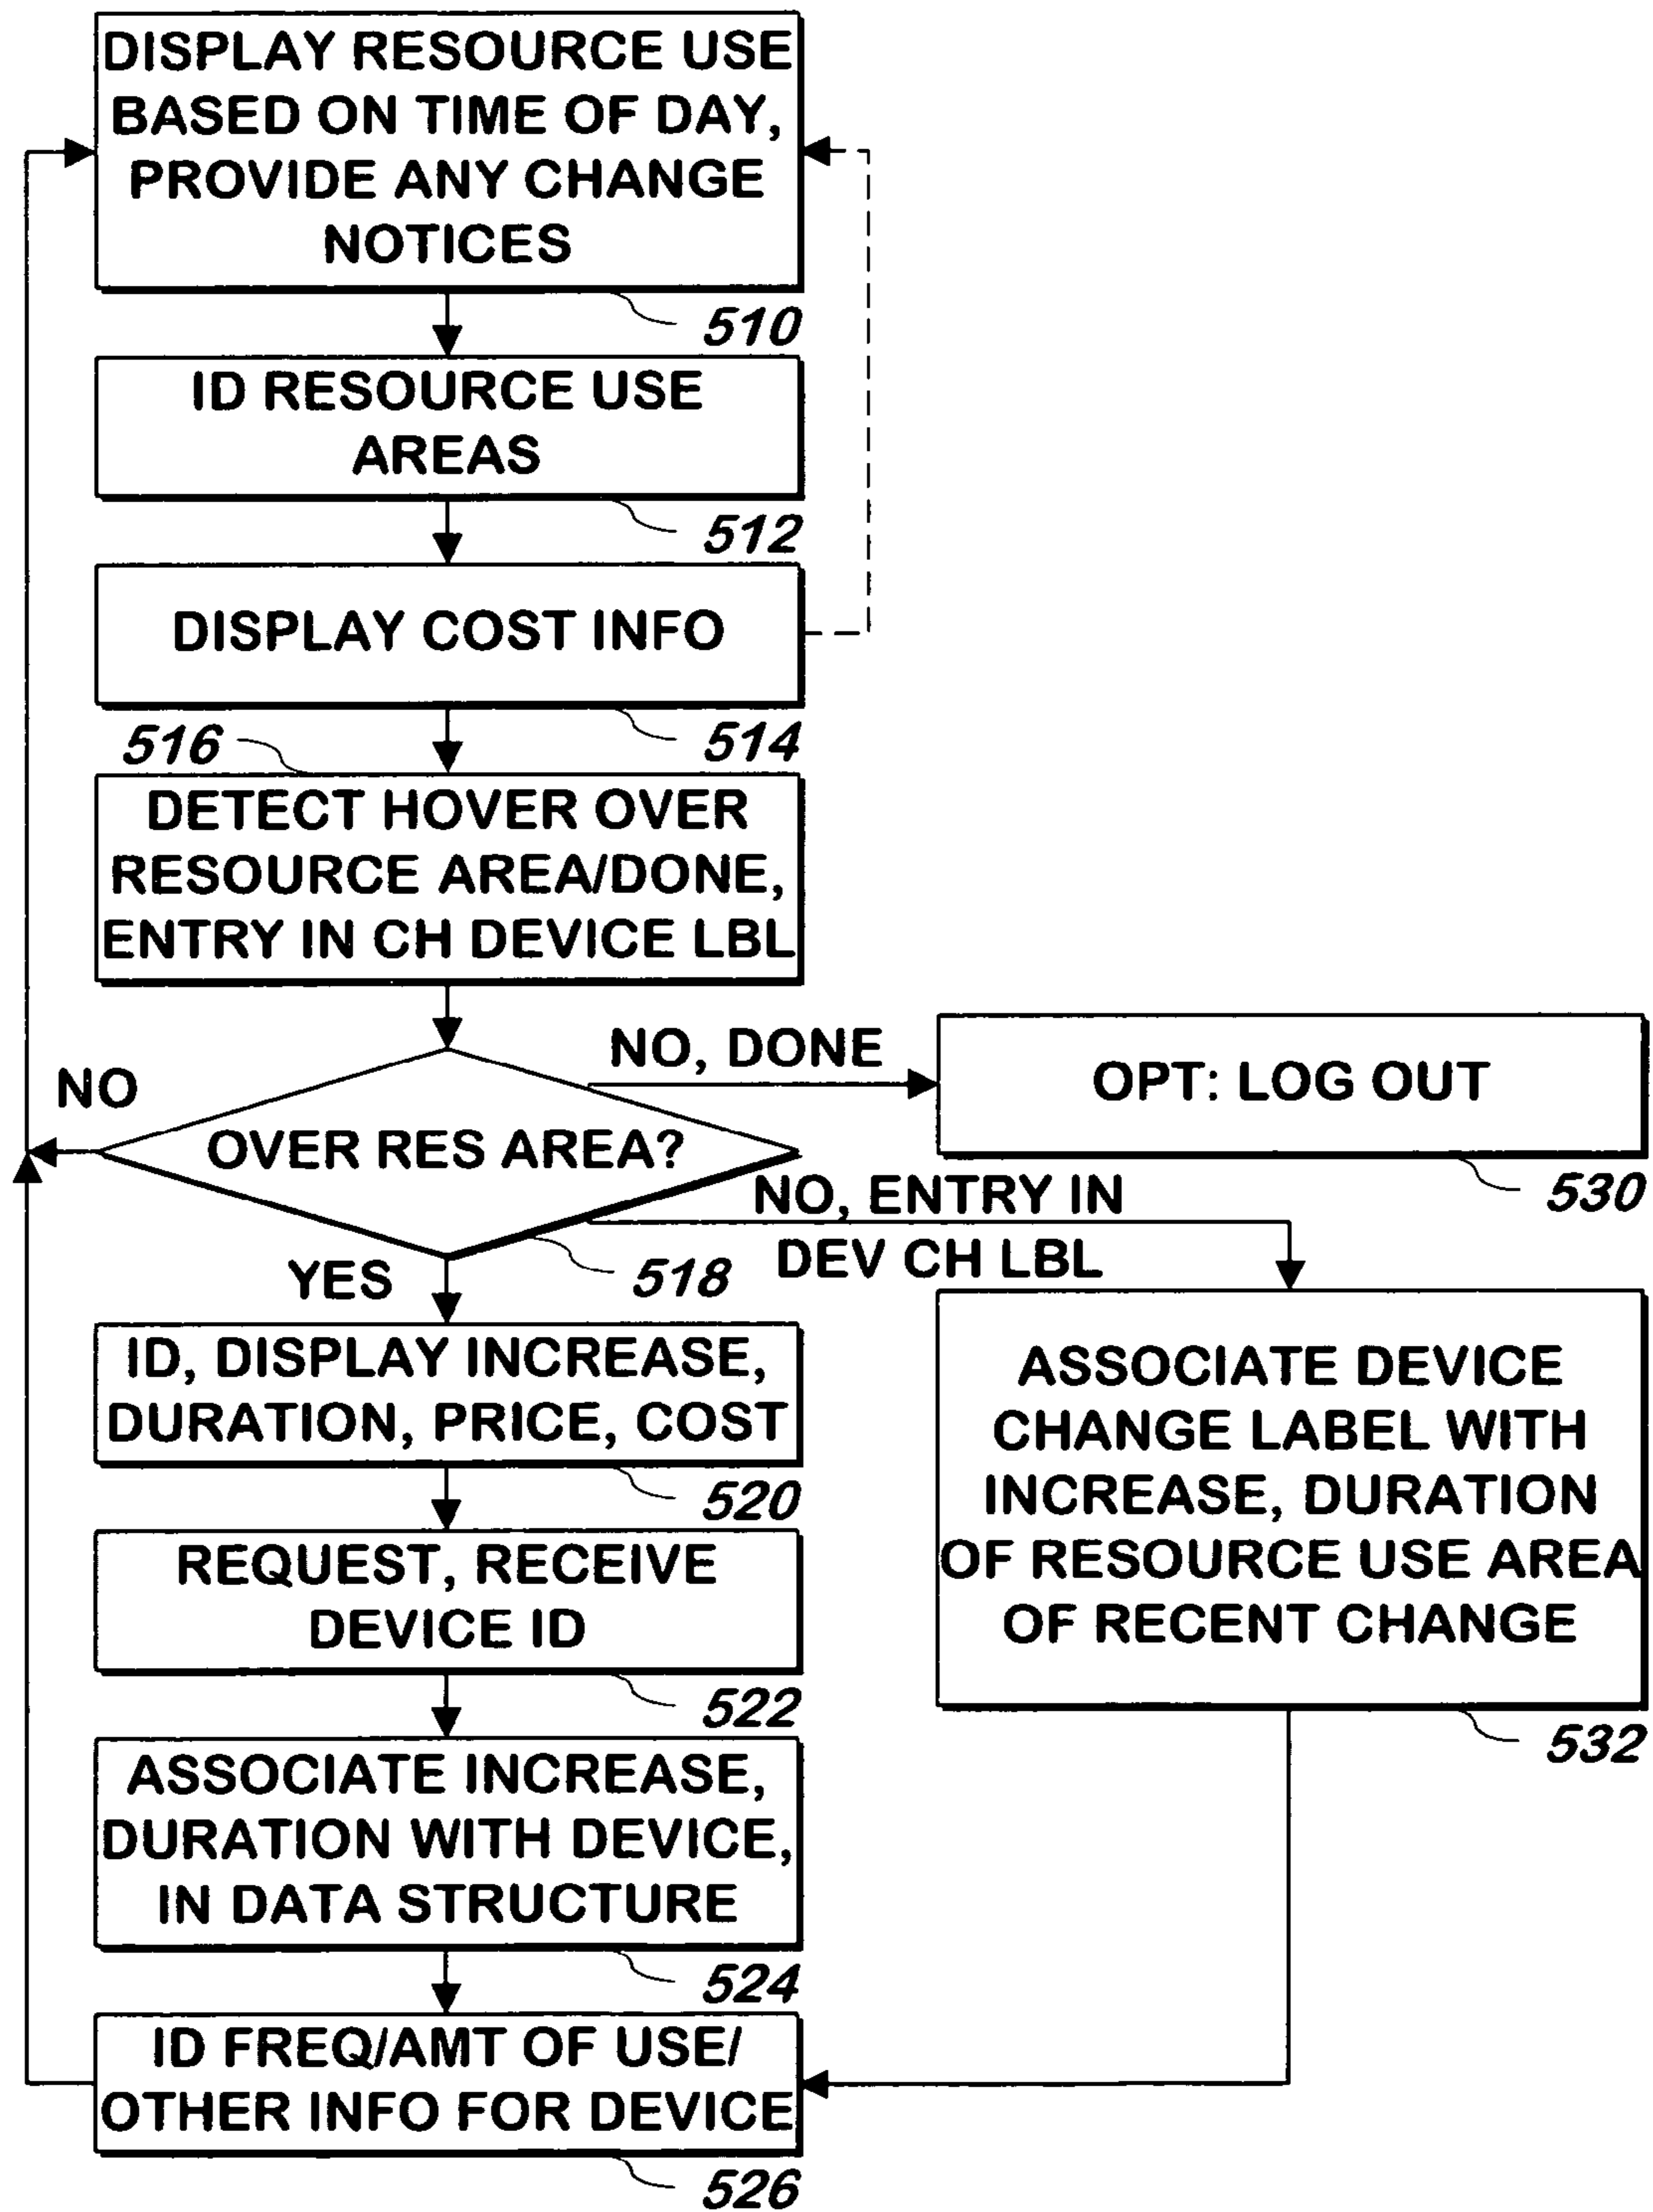 DISPLAY RESOURCE USE
BASED ON TIME OF DAY,
PROVIDE ANY CHANGE
NOTICES
510
ID RESOURCE USE
AREAS
512
DISPLAY COST INFO
514
516
DETECT HOVER OVER
RESOURCE AREA/DONE,
ENTRY IN CH DEVICE LBL
NO
OVER RES AREA?
518
NO, DONE
OPT: LOG OUT
530
NO, ENTRY IN
DEV CH LBL
ASSOCIATE DEVICE
CHANGE LABEL WITH
INCREASE, DURATION
OF RESOURCE USE AREA
OF RECENT CHANGE
532
YES
ID, DISPLAY INCREASE,
DURATION, PRICE, COST
520
REQUEST, RECEIVE
DEVICE ID
522
ASSOCIATE INCREASE,
DURATION WITH DEVICE,
IN DATA STRUCTURE
524
ID FREQ/AMT OF USE/
OTHER INFO FOR DEVICE
526